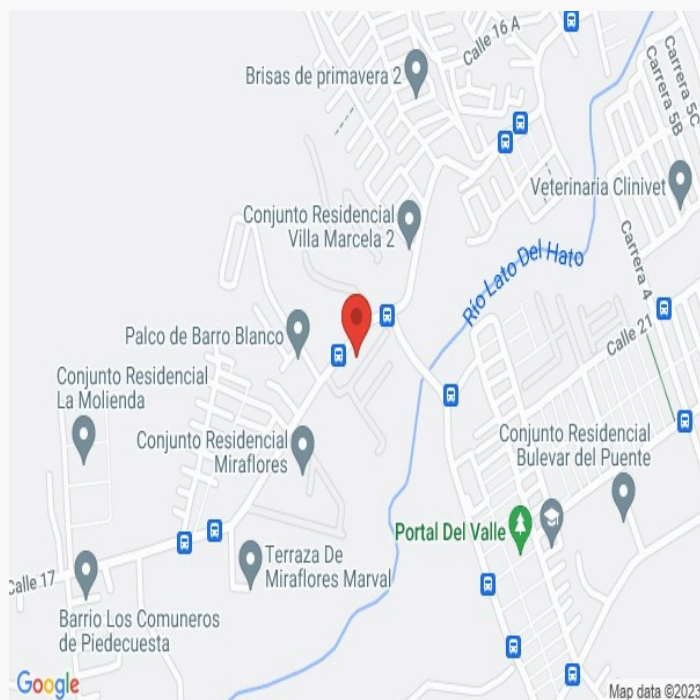 Calle 16 A
Brisas de primavera 2
Carrera 5C
Carrera 5B
Veterinaria Clinivet
Conjunto Residencial
Villa Marcela 2
Carrera 4
Río Lato Del Hato
Palco de Barro Blanco
Calle 21
Conjunto Residencial
La Molienda
Conjunto Residencial
Miraflores
Conjunto Residencial
Bulevar del Puente
Portal Del Valle
Terraza De
Miraflores Marval
Calle 17
Barrio Los Comuneros
de Piedecuesta
Google
Map data ©2023